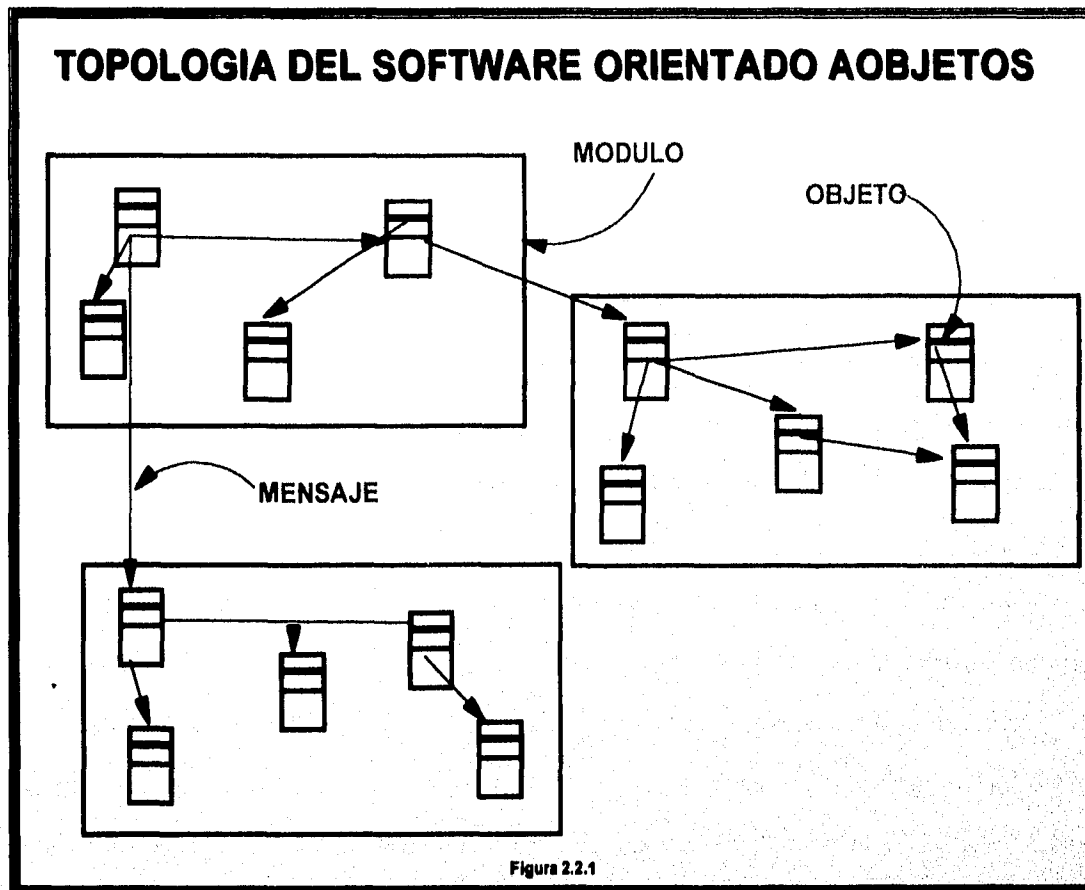 TOPOLOGIA DEL SOFTWARE ORIENTADO AOBJETOS
MODULO
OBJETO
MENSAJE
Figura 2.2.1